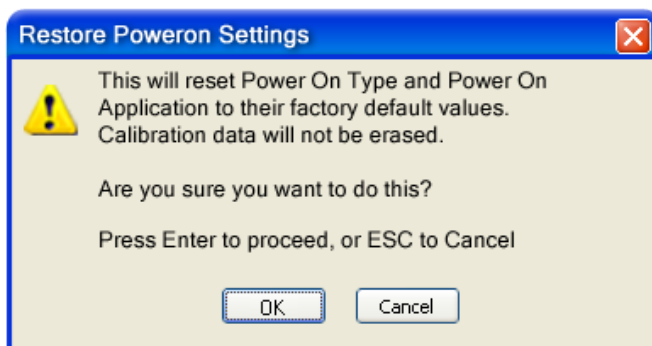 Restore Poweron Settings
This will reset Power On Type and Power On
Application to their factory default values.
Calibration data will not be erased.
Are you sure you want to do this?
Press Enter to proceed, or ESC to Cancel
OK
Cancel